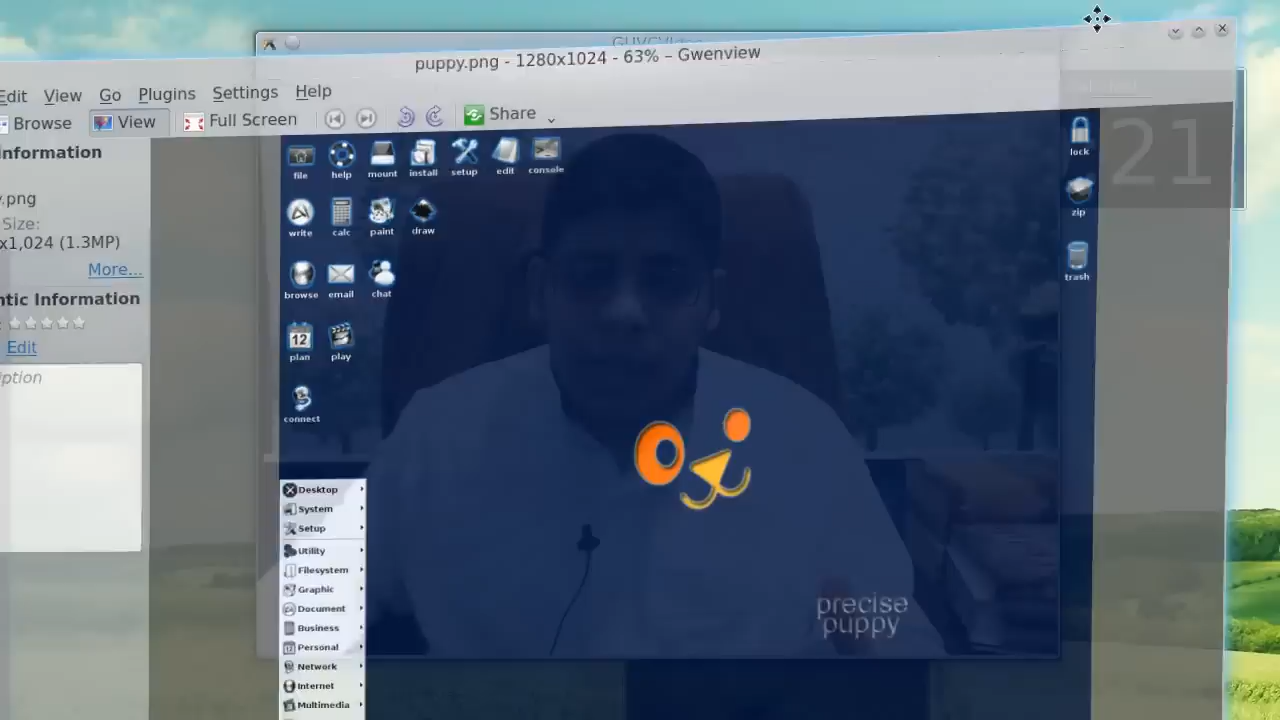 puppy.png - 1280x1024 - 63% – Gwenview
Edit View Go Plugins Settings Help
Browse View Full Screen Share
nformation
y.png
Size:
x1,024 (1.3MP)
More...
ntic Information
Edit
ption
file help mount install setup edit console
write calc paint draw
browse email chat
12
plan play
connect
lock
zip
trash
21
Desktop
System
Setup
Utility
Filesystem
Graphic
Document
Business
Personal
Network
Internet
Multimedia
precise
puppy